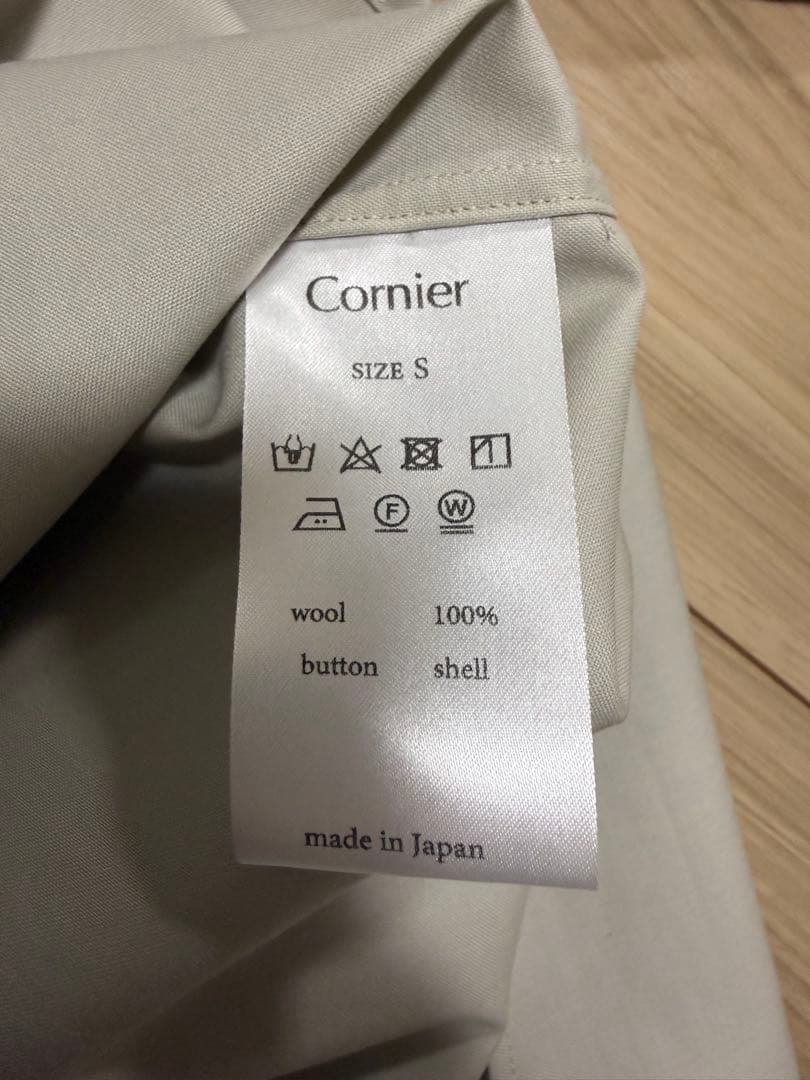 Cornier
SIZE S
F W
wool 100%
button shell
made in Japan